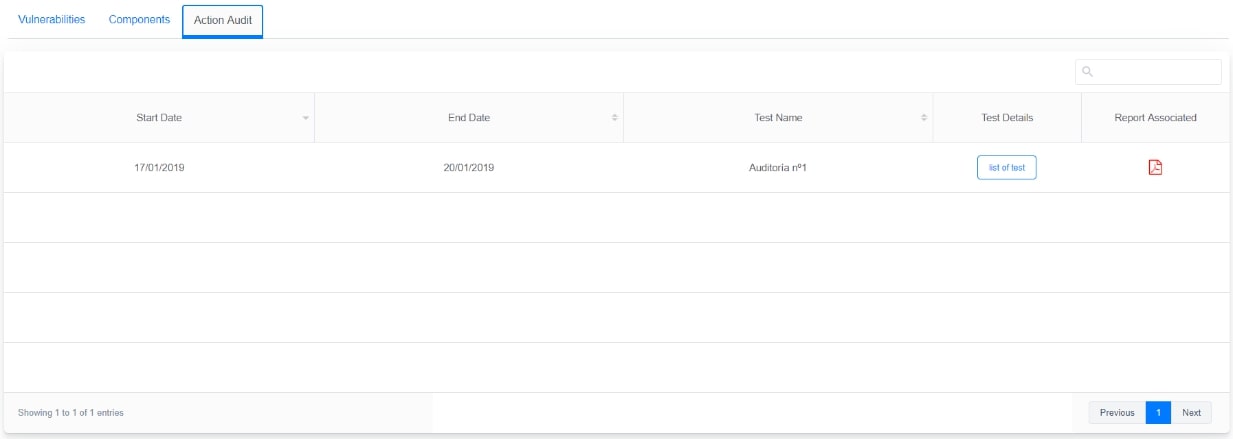 Vulnerabilities Components Action Audit
Start Date End Date Test Name Test Details Report Associated
17/01/2019 20/01/2019 Auditoría nº1 list of test
Showing 1 to 1 of 1 entries Previous 1 Next